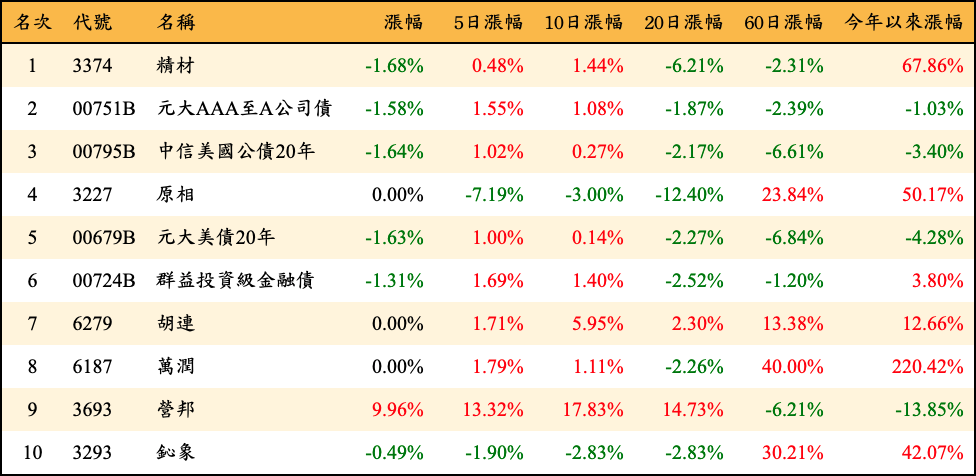 名次 代號 名稱 漲幅 5日漲幅 10日漲幅 20日漲幅 60日漲幅 今年以來漲幅
1 3374 精材 -1.68% 0.48% 1.44% -6.21% -2.31% 67.86%
2 00751B 元大AAA至A公司債 -1.58% 1.55% 1.08% -1.87% -2.39% -1.03%
3 00795B 中信美國公債20年 -1.64% 1.02% 0.27% -2.17% -6.61% -3.40%
4 3227 原相 0.00% -7.19% -3.00% -12.40% 23.84% 50.17%
5 00679B 元大美債20年 -1.63% 1.00% 0.14% -2.27% -6.84% -4.28%
6 00724B 群益投資級金融債 -1.31% 1.69% 1.40% -2.52% -1.20% 3.80%
7 6279 胡連 0.00% 1.71% 5.95% 2.30% 13.38% 12.66%
8 6187 萬潤 0.00% 1.79% 1.11% -2.26% 40.00% 220.42%
9 3693 營邦 9.96% 13.32% 17.83% 14.73% -6.21% -13.85%
10 3293 鈊象 -0.49% -1.90% -2.83% -2.83% 30.21% 42.07%